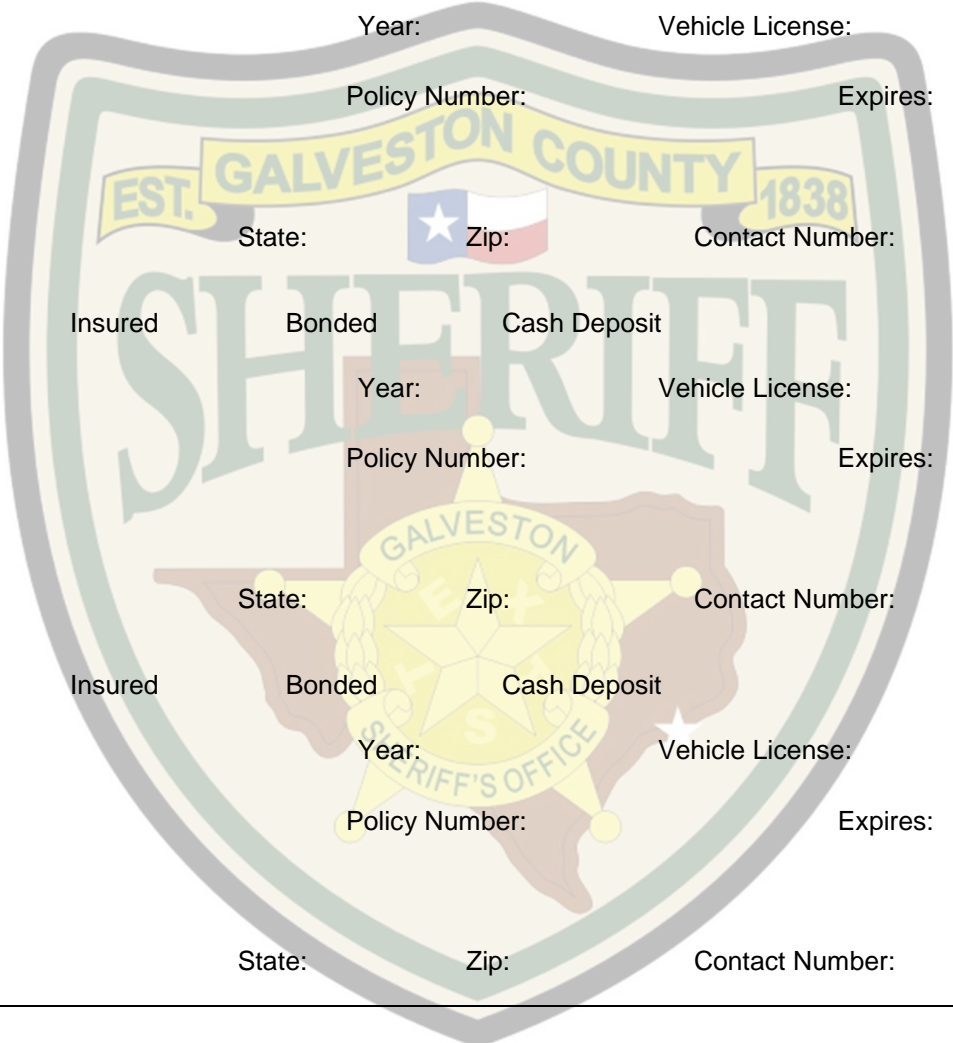 Year: Vehicle License:
Policy Number: Expires:
GALVESTON COUNTY
EST. 1838
State: Zip: Contact Number:
SHERIFF
Insured Bonded Cash Deposit
Year: Vehicle License:
Policy Number: Expires:
GALVESTON
TEXAS
State: Zip: Contact Number:
Insured Bonded Cash Deposit
SHERIFF'S OFFICE
Year: Vehicle License:
Policy Number: Expires:
State: Zip: Contact Number: